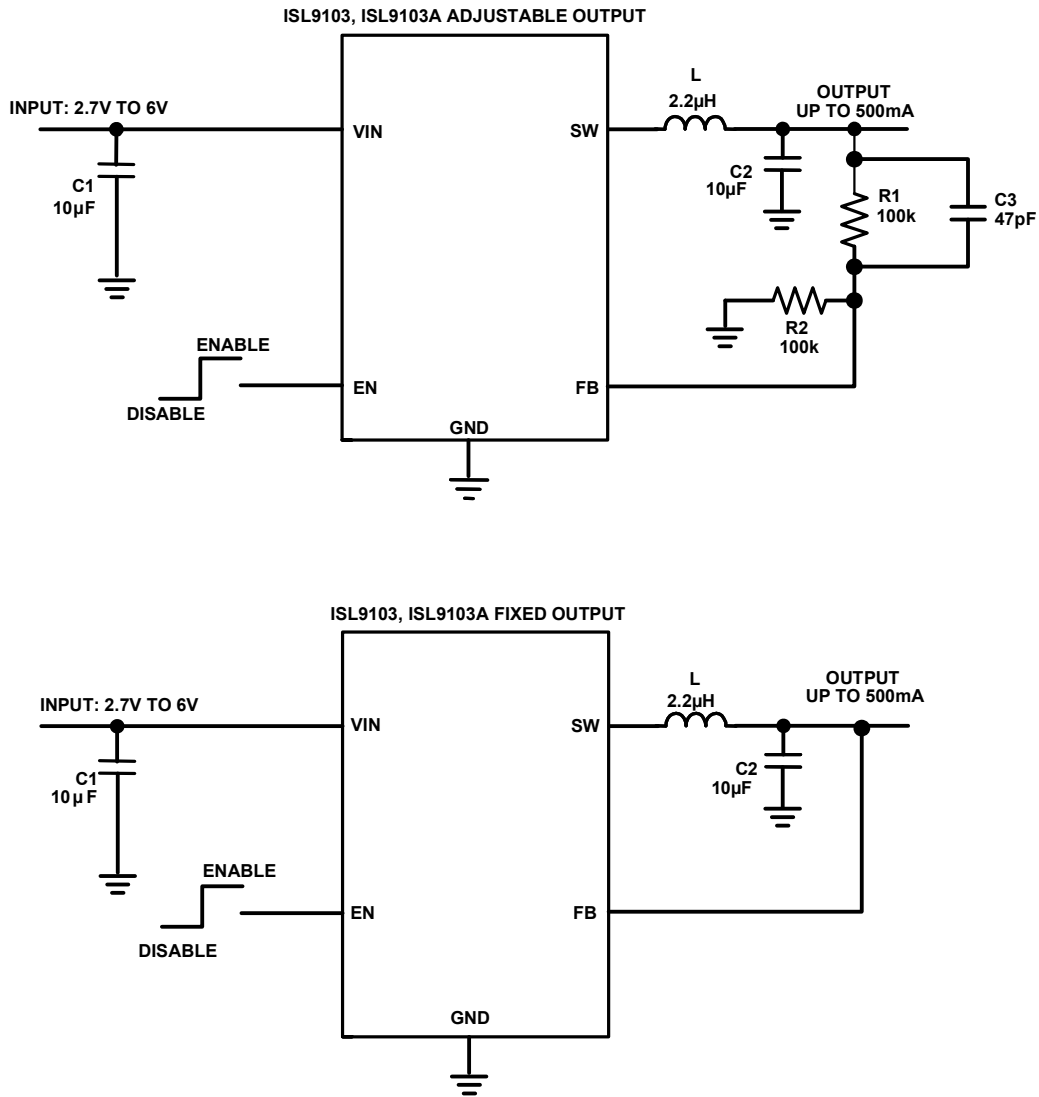 ISL9103, ISL9103A ADJUSTABLE OUTPUT
INPUT: 2.7V TO 6V
VIN
C1
10µF
SW
L
2.2µH
OUTPUT
UP TO 500mA
C2
10µF
R1
100k
C3
47pF
R2
100k
ENABLE
DISABLE
EN
FB
GND
ISL9103, ISL9103A FIXED OUTPUT
INPUT: 2.7V TO 6V
VIN
C1
10µ F
SW
L
2.2µH
OUTPUT
UP TO 500mA
C2
10µF
ENABLE
DISABLE
EN
FB
GND